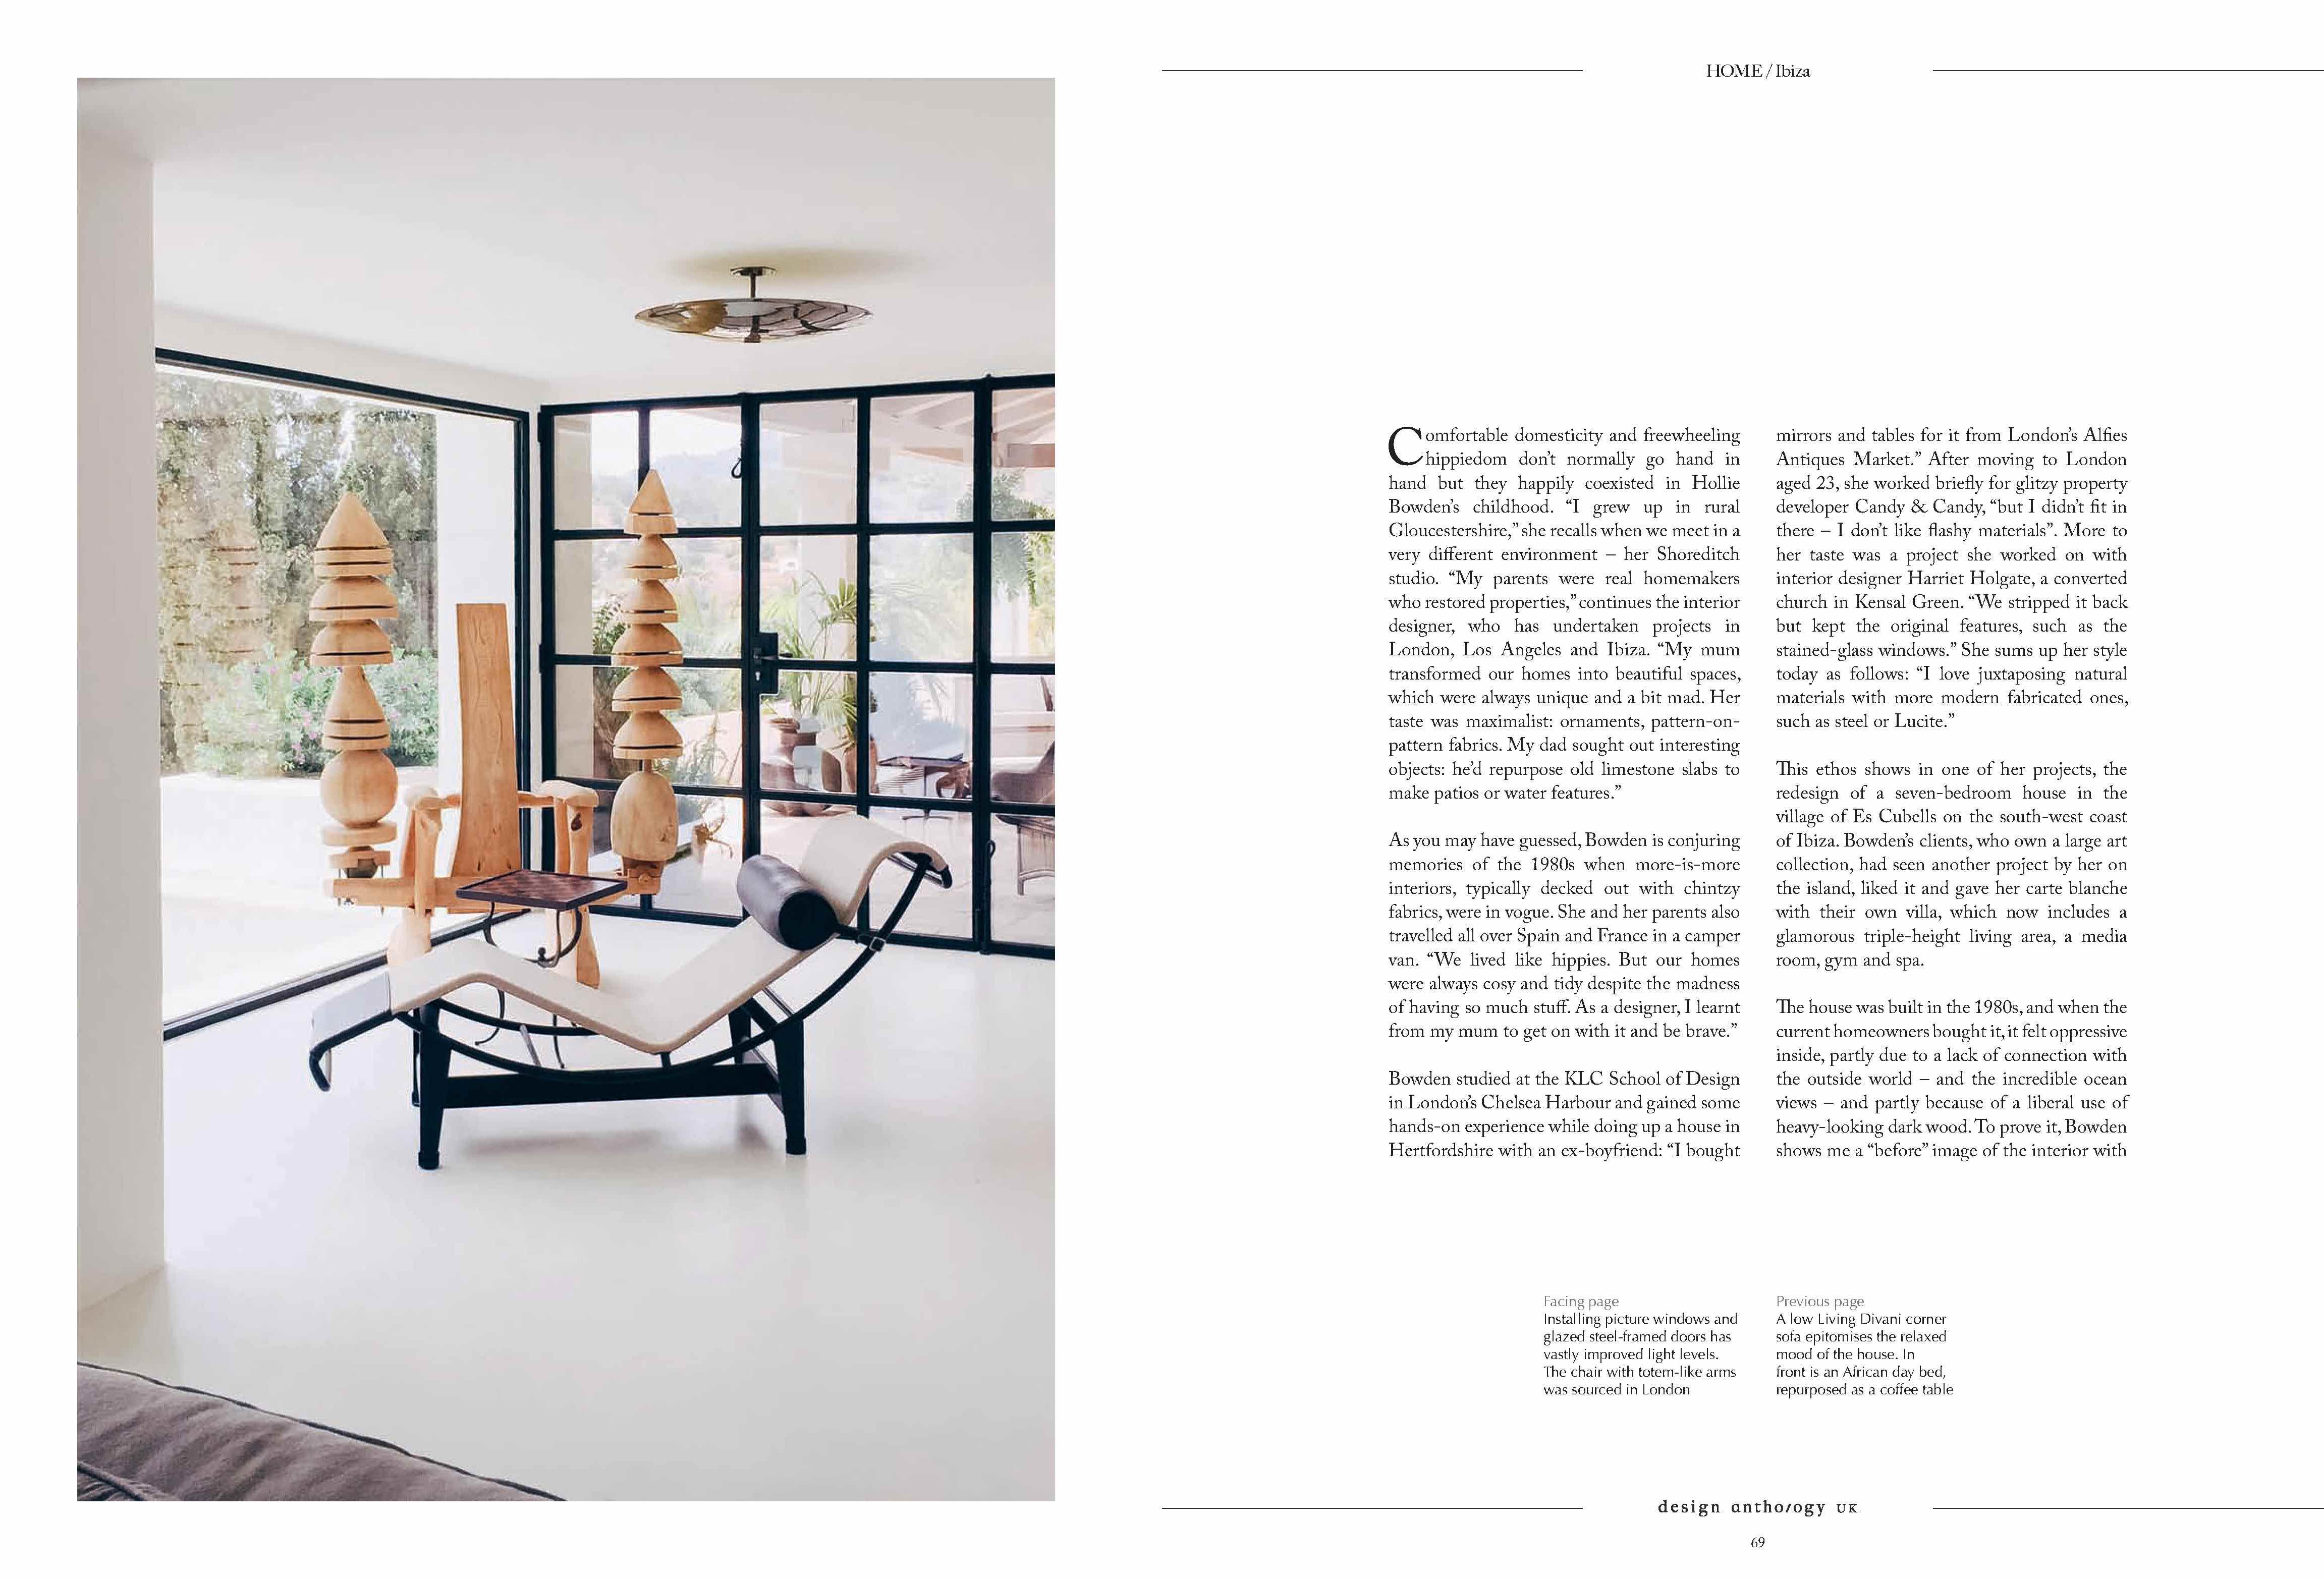 HOME / Ibiza
Comfortable domesticity and freewheeling
hippiedom don’t normally go hand in
hand but they happily coexisted in Hollie
Bowden’s childhood. “I grew up in rural
Gloucestershire,” she recalls when we meet in a
very different environment – her Shoreditch
studio. “My parents were real homemakers
who restored properties,” continues the interior
designer, who has undertaken projects in
London, Los Angeles and Ibiza. “My mum
transformed our homes into beautiful spaces,
which were always unique and a bit mad. Her
taste was maximalist: ornaments, pattern-on-
pattern fabrics. My dad sought out interesting
objects: he’d repurpose old limestone slabs to
make patios or water features.”
As you may have guessed, Bowden is conjuring
memories of the 1980s when more-is-more
interiors, typically decked out with chintzy
fabrics, were in vogue. She and her parents also
travelled all over Spain and France in a camper
van. “We lived like hippies. But our homes
were always cosy and tidy despite the madness
of having so much stuff. As a designer, I learnt
from my mum to get on with it and be brave.”
Bowden studied at the KLC School of Design
in London’s Chelsea Harbour and gained some
hands-on experience while doing up a house in
Hertfordshire with an ex-boyfriend: “I bought
mirrors and tables for it from London’s Alfies
Antiques Market.” After moving to London
aged 23, she worked briefly for glitzy property
developer Candy & Candy, “but I didn’t fit in
there – I don’t like flashy materials”. More to
her taste was a project she worked on with
interior designer Harriet Holgate, a converted
church in Kensal Green. “We stripped it back
but kept the original features, such as the
stained-glass windows.” She sums up her style
today as follows: “I love juxtaposing natural
materials with more modern fabricated ones,
such as steel or Lucite.”
This ethos shows in one of her projects, the
redesign of a seven-bedroom house in the
village of Es Cubells on the south-west coast
of Ibiza. Bowden’s clients, who own a large art
collection, had seen another project by her on
the island, liked it and gave her carte blanche
with their own villa, which now includes a
glamorous triple-height living area, a media
room, gym and spa.
The house was built in the 1980s, and when the
current homeowners bought it, it felt oppressive
inside, partly due to a lack of connection with
the outside world – and the incredible ocean
views – and partly because of a liberal use of
heavy-looking dark wood. To prove it, Bowden
shows me a “before” image of the interior with
Facing page
Installing picture windows and
glazed steel-framed doors has
vastly improved light levels.
The chair with totem-like arms
was sourced in London
Previous page
A low Living Divani corner
sofa epitomises the relaxed
mood of the house. In
front is an African day bed,
repurposed as a coffee table
design anthology UK
69